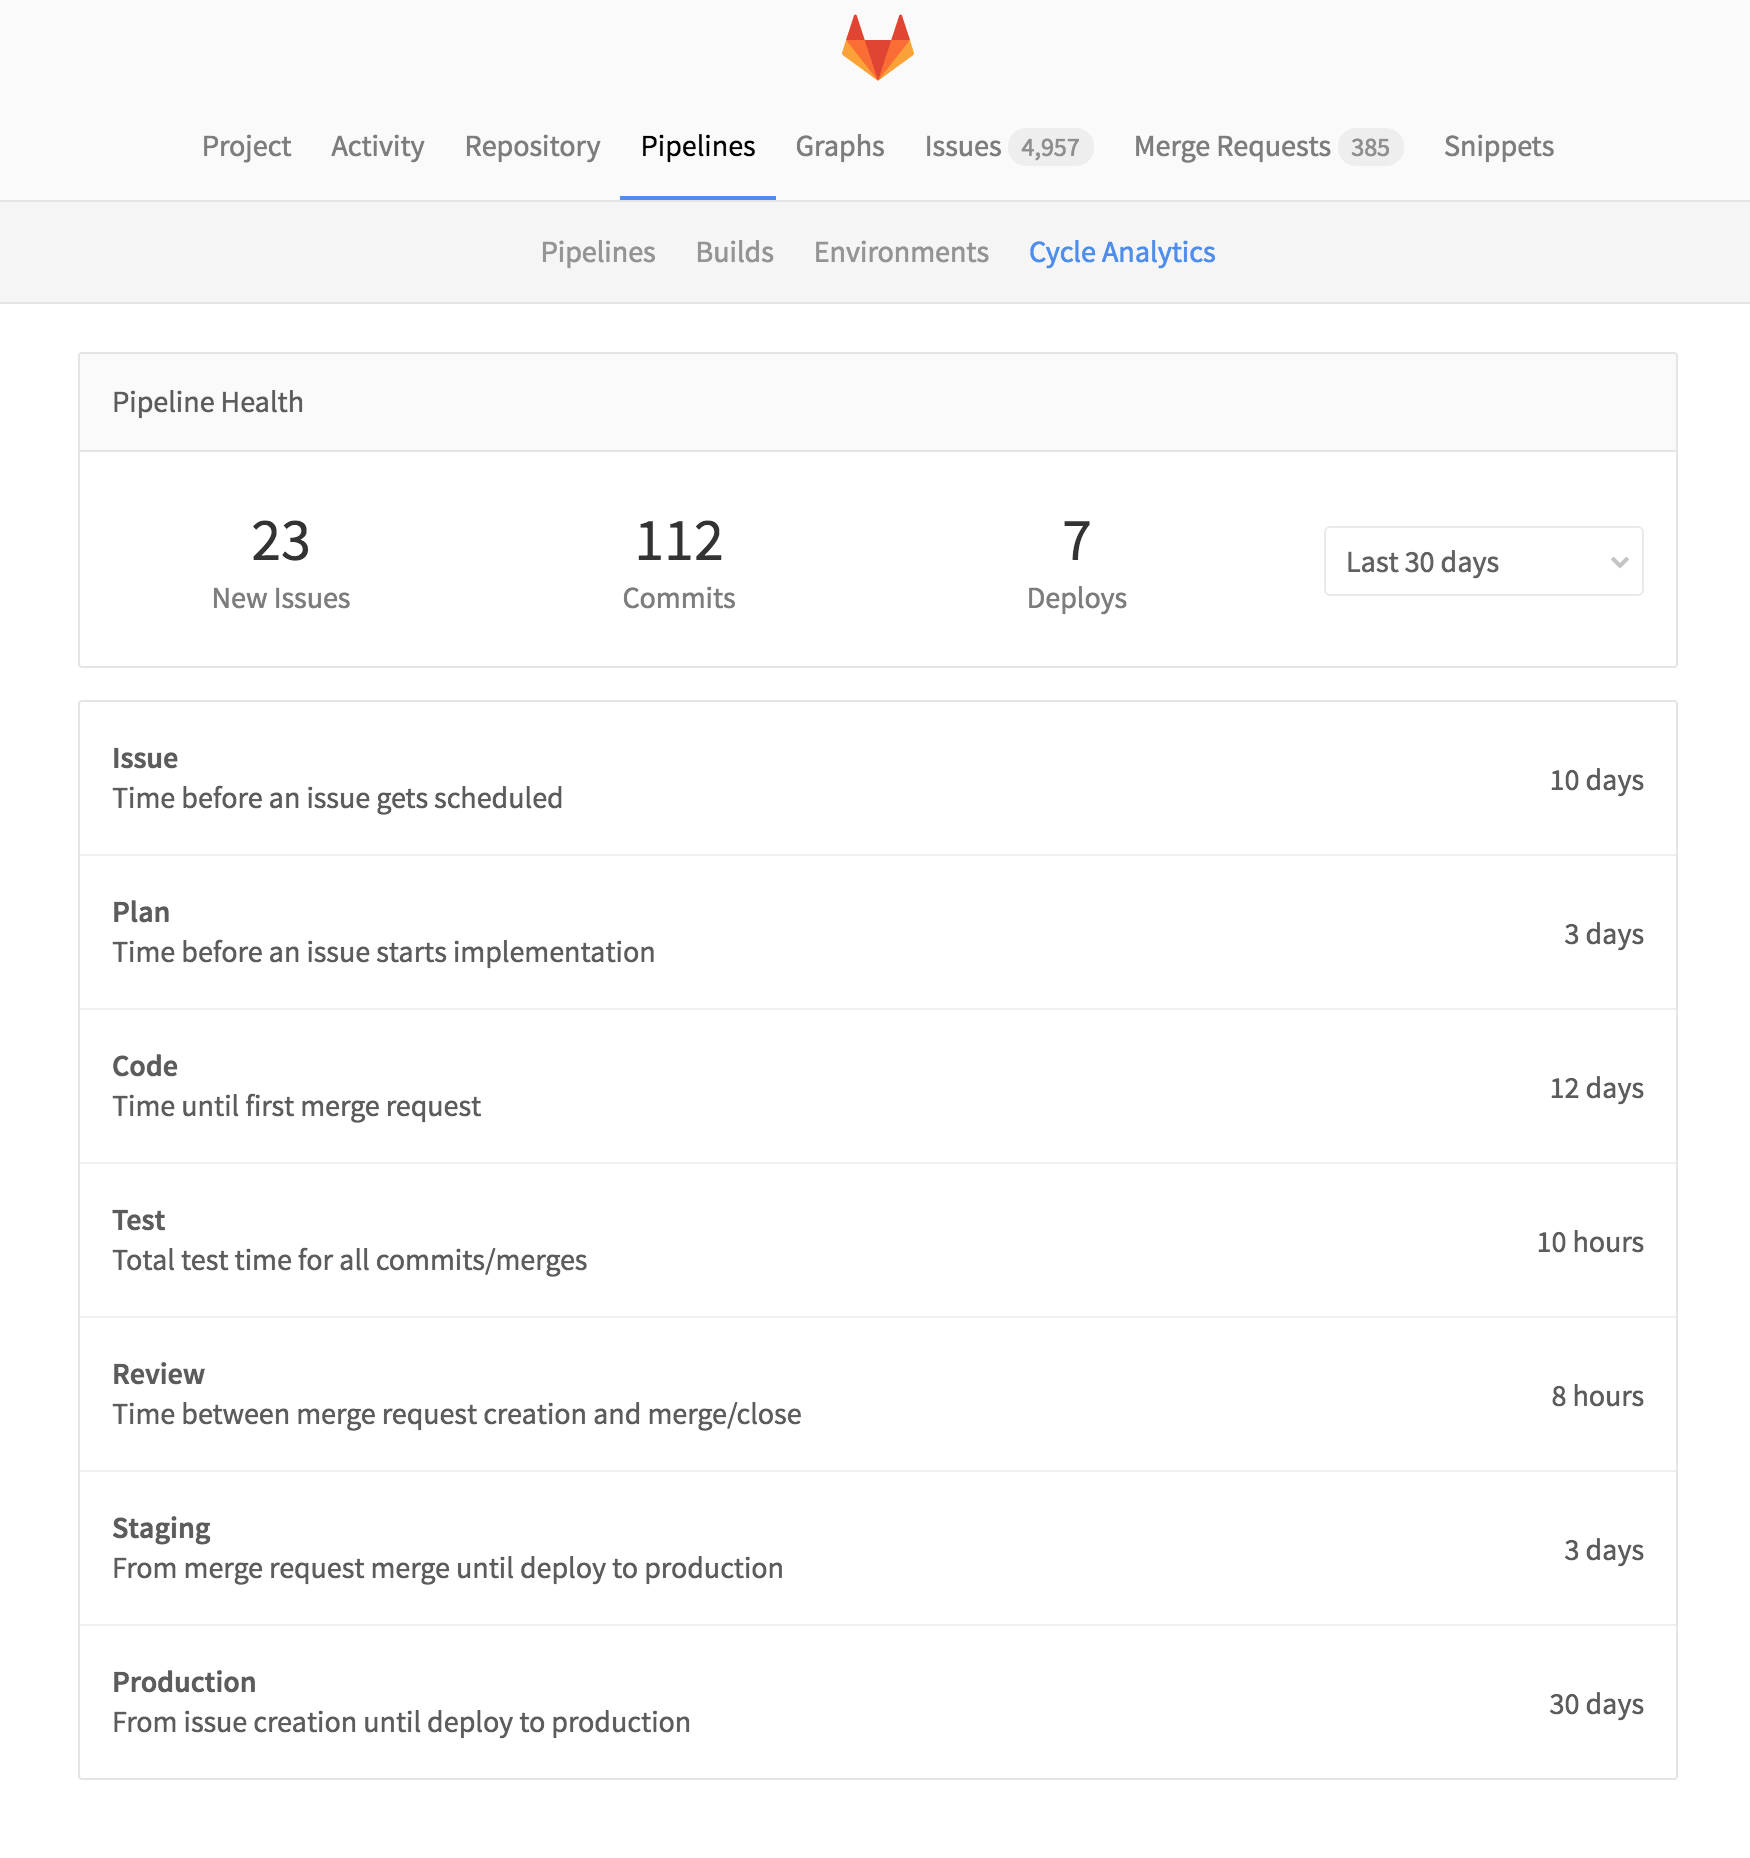 Project Activity Repository Pipelines Graphs Issues 4,957 Merge Requests 385 Snippets
Pipelines Builds Environments Cycle Analytics
Pipeline Health
23 112 7
New Issues Commits Deploys
Last 30 days
Issue
Time before an issue gets scheduled
10 days
Plan
Time before an issue starts implementation
3 days
Code
Time until first merge request
12 days
Test
Total test time for all commits/merges
10 hours
Review
Time between merge request creation and merge/close
8 hours
Staging
From merge request merge until deploy to production
3 days
Production
From issue creation until deploy to production
30 days